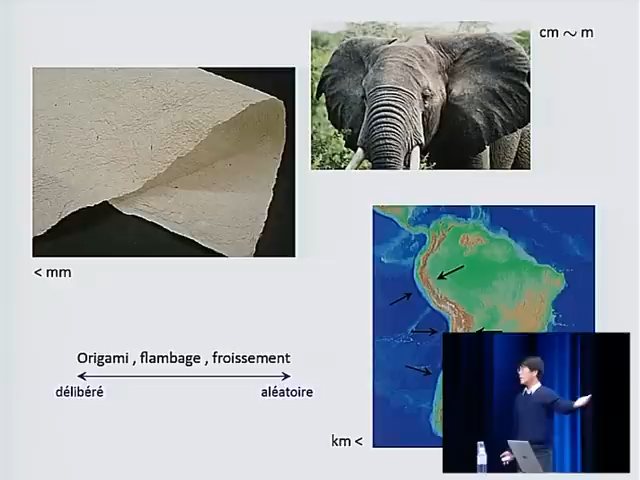 cm ~ m
< mm
Origami , flambage , froissement
délibéré
aléatoire
km <